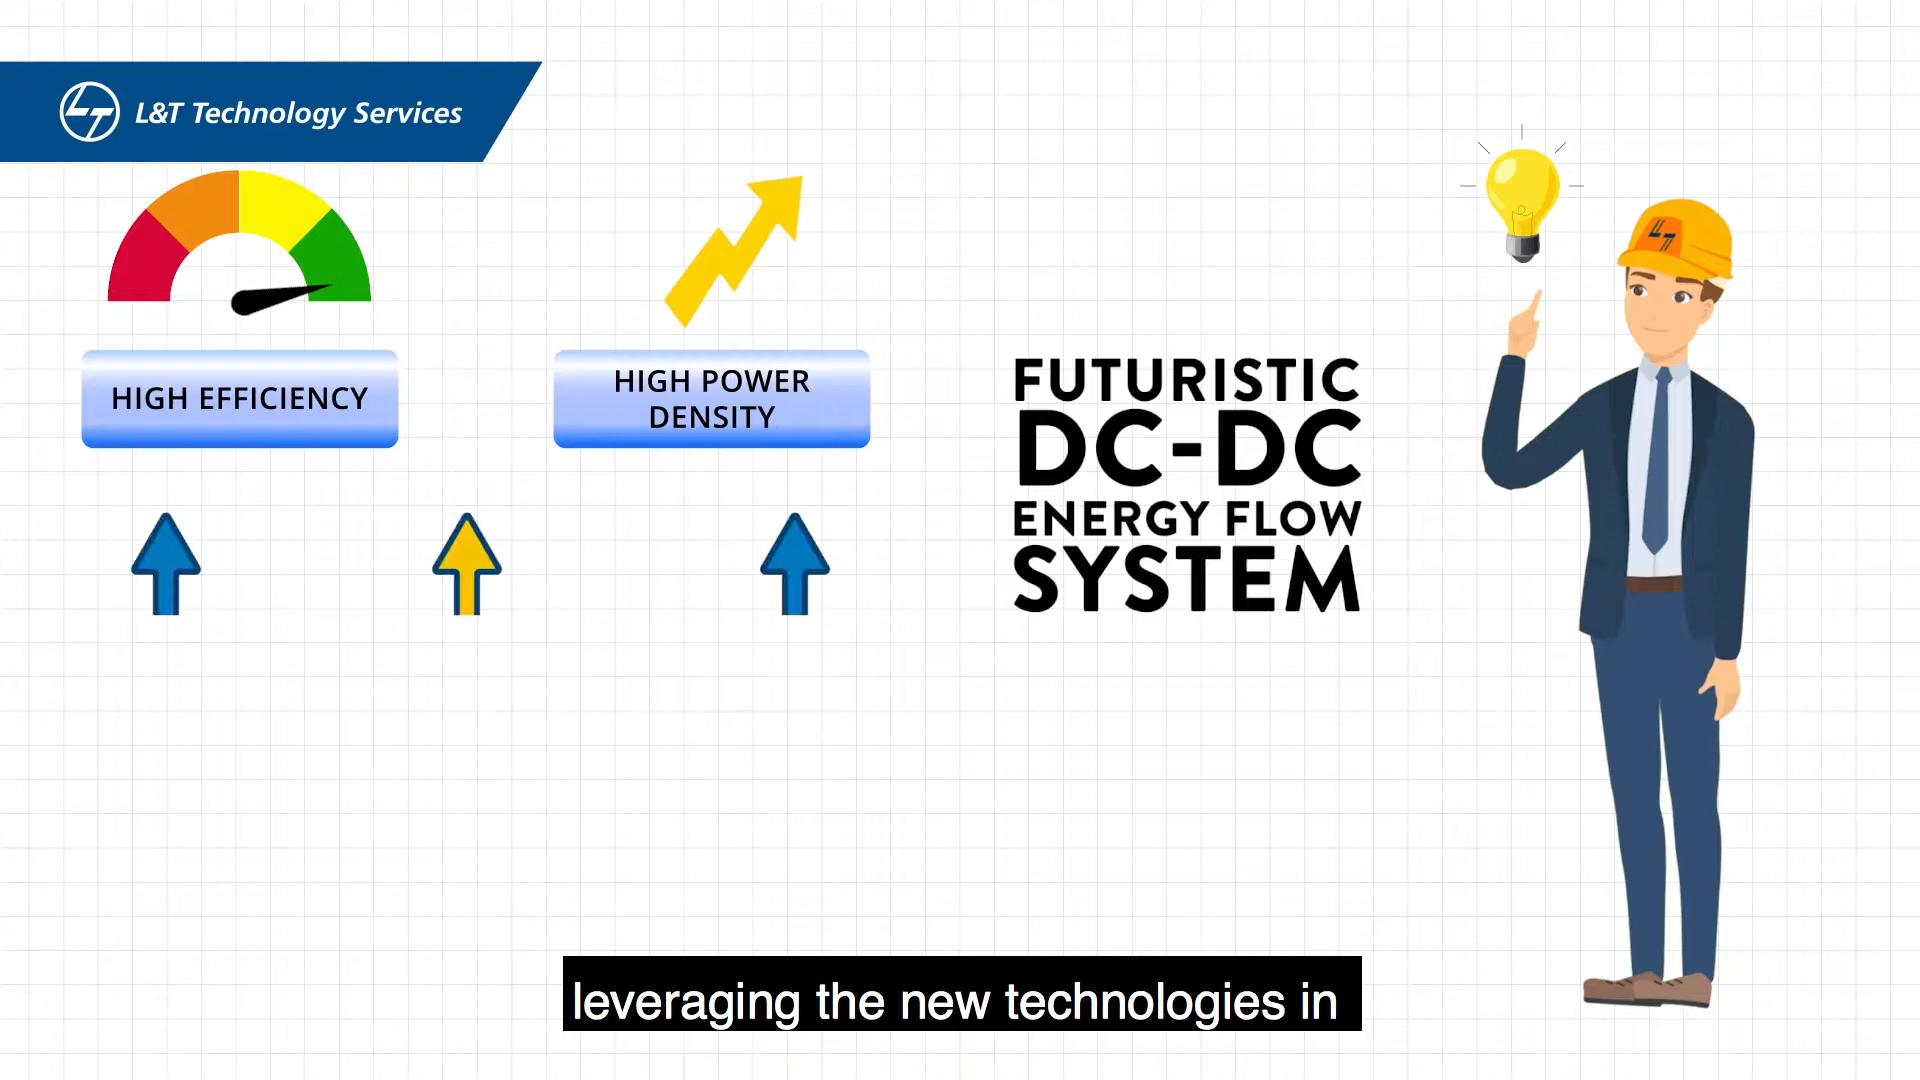 L&T Technology Services
HIGH EFFICIENCY
HIGH POWER
DENSITY
FUTURISTIC
DC-DC
ENERGY FLOW
SYSTEM
leveraging the new technologies in